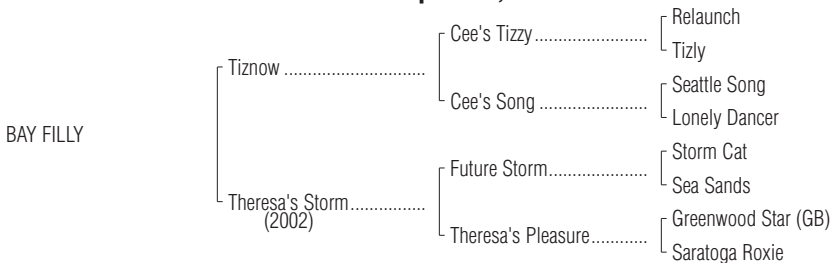 Relaunch
Cee's Tizzy........................
Tizly
Tiznow .............................
Seattle Song
Cee's Song .......................
Lonely Dancer
BAY FILLY
Storm Cat
Future Storm.....................
Sea Sands
Theresa's Storm................
(2002)
Greenwood Star (GB)
Theresa's Pleasure............
Saratoga Roxie